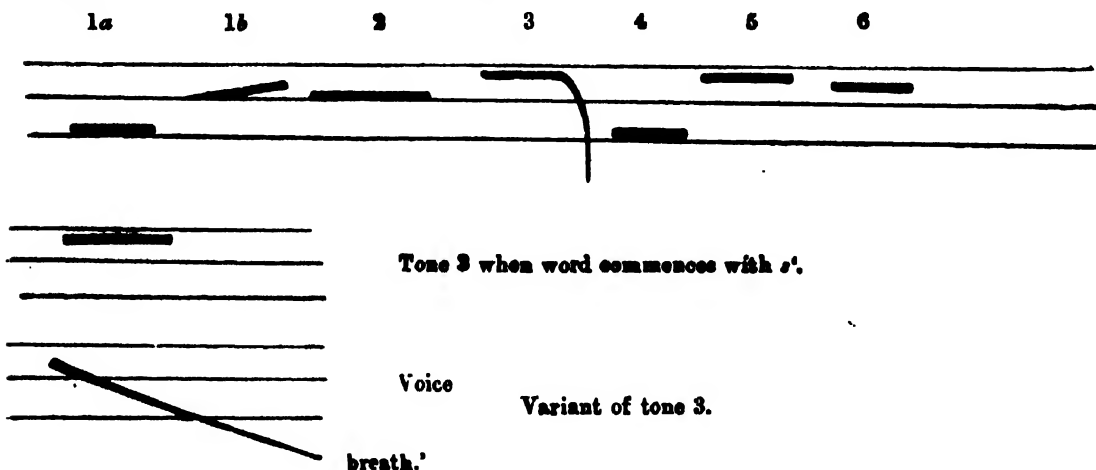 1a 1b 2 3 4 5 6
Tone 3 when word commences with s‘.
Voice
Variant of tone 3.
breath.’